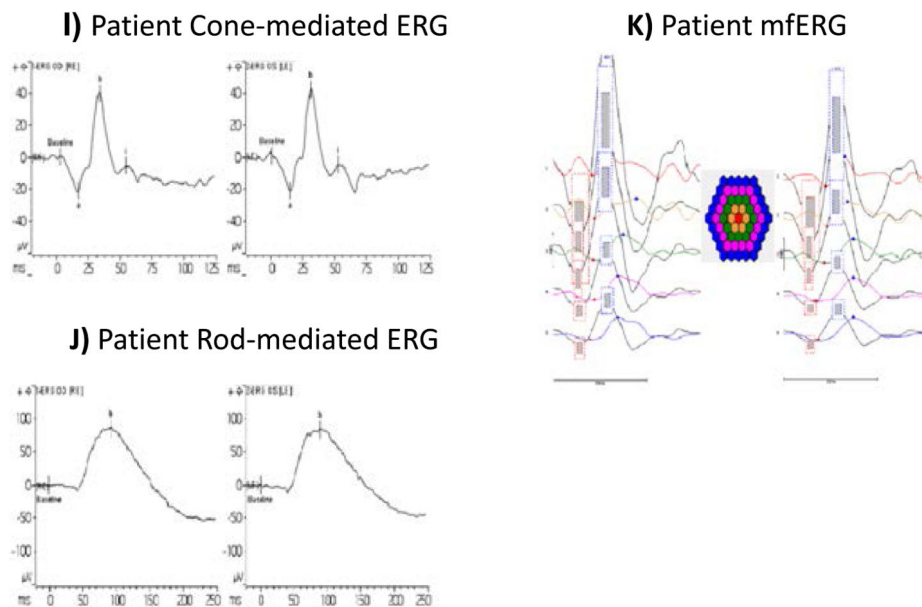 I) Patient Cone-mediated ERG
K) Patient mfERG
b
b
40
20
0
-20
-40
µV
ms
Baseline
a
i
0 25 50 75 100 125
40
20
0
-20
-40
µV
ms
Baseline
a
i
0 25 50 75 100 125
J) Patient Rod-mediated ERG
b
b
100
50
0
-50
-100
µV
ms
Baseline
0 50 100 150 200 250
100
50
0
-50
-100
µV
ms
Baseline
0 50 100 150 200 250